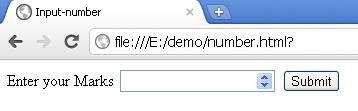 Input-number
file:///E:/demo/number.html?
Enter your Marks Submit